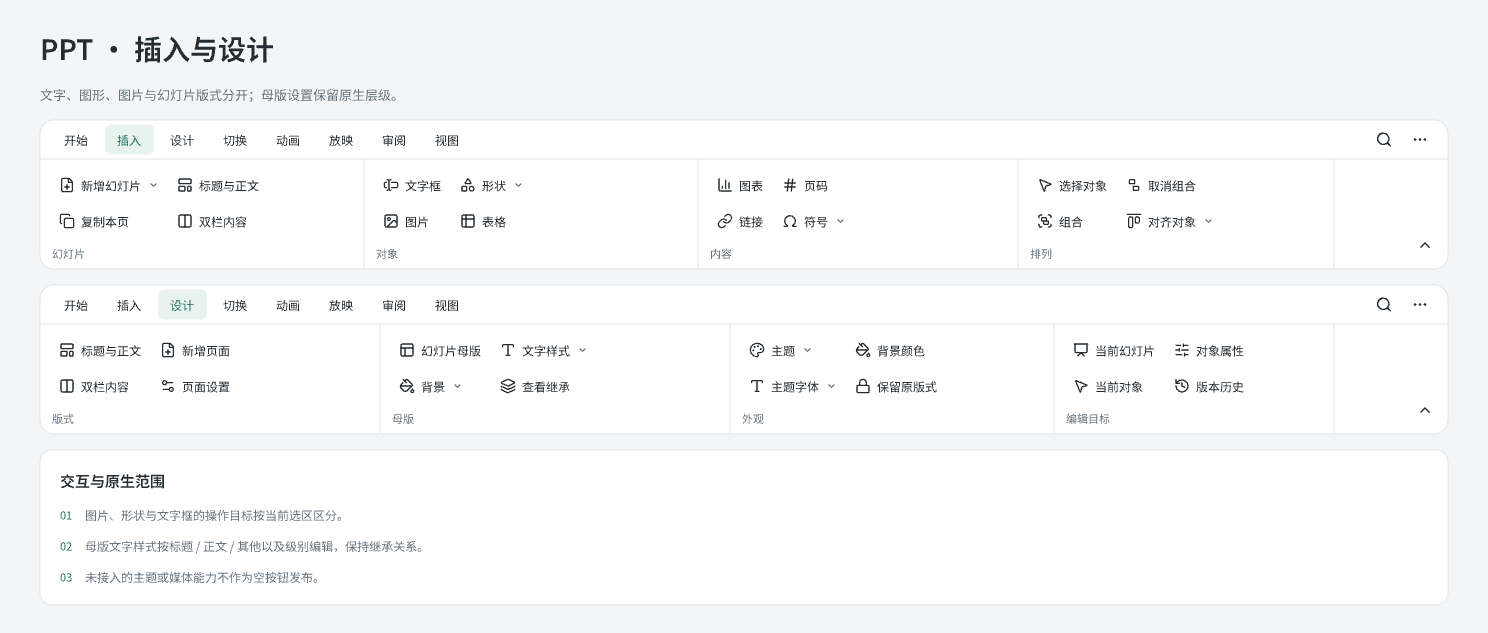 PPT · 插入与设计
文字、图形、图片与幻灯片版式分开；母版设置保留原生层级。
开始 插入 设计 切换 动画 放映 审阅 视图
新增幻灯片 标题与正文 文字框 形状 图表 页码 选择对象 取消组合
复制本页 双栏内容 图片 表格 链接 符号 组合 对齐对象
幻灯片 对象 内容 排列
开始 插入 设计 切换 动画 放映 审阅 视图
标题与正文 新增页面 幻灯片母版 文字样式 主题 背景颜色 当前幻灯片 对象属性
双栏内容 页面设置 背景 查看继承 主题字体 保留原版式 当前对象 版本历史
版式 母版 外观 编辑目标
交互与原生范围
01 图片、形状与文字框的操作目标按当前选区区分。
02 母版文字样式按标题 / 正文 / 其他以及级别编辑，保持继承关系。
03 未接入的主题或媒体能力不作为空按钮发布。